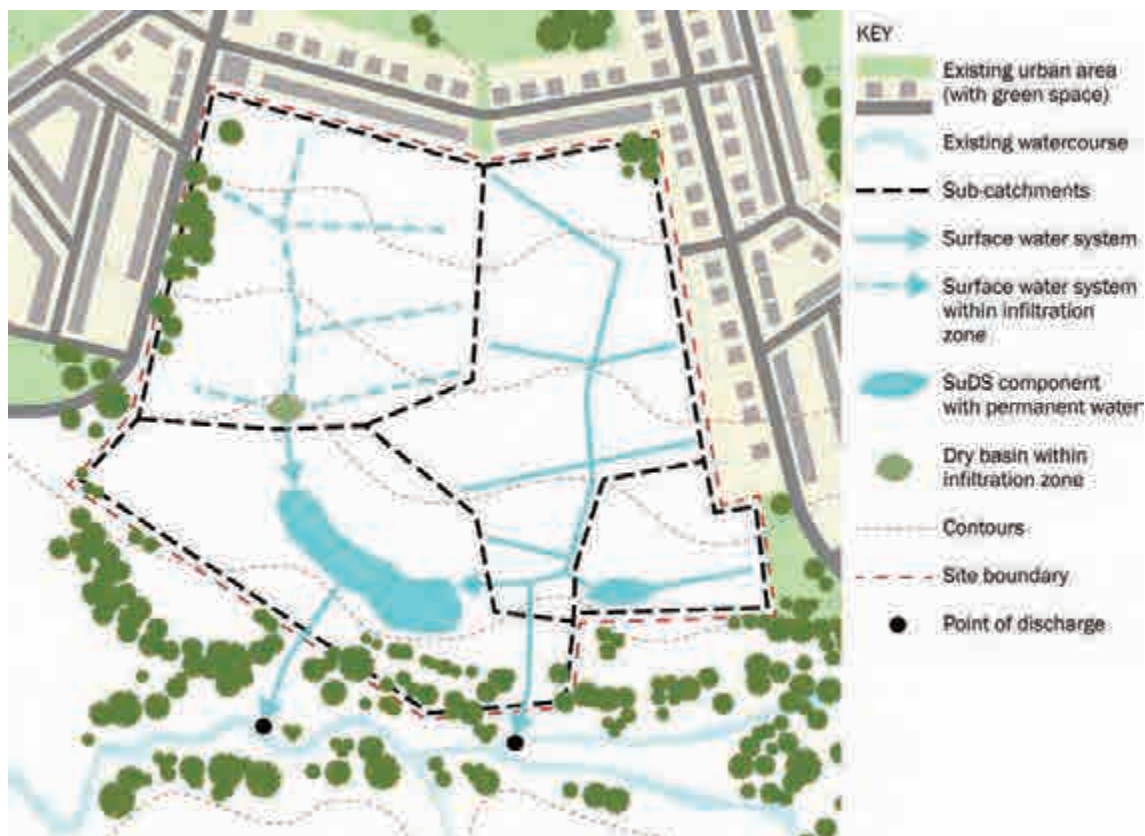 KEY
Existing urban area
(with green space)
Existing watercourse
Sub-catchments
Surface water system
Surface water system
within infiltration
zone
SuDS component
with permanent water
Dry basin within
infiltration zone
Contours
Site boundary
Point of discharge